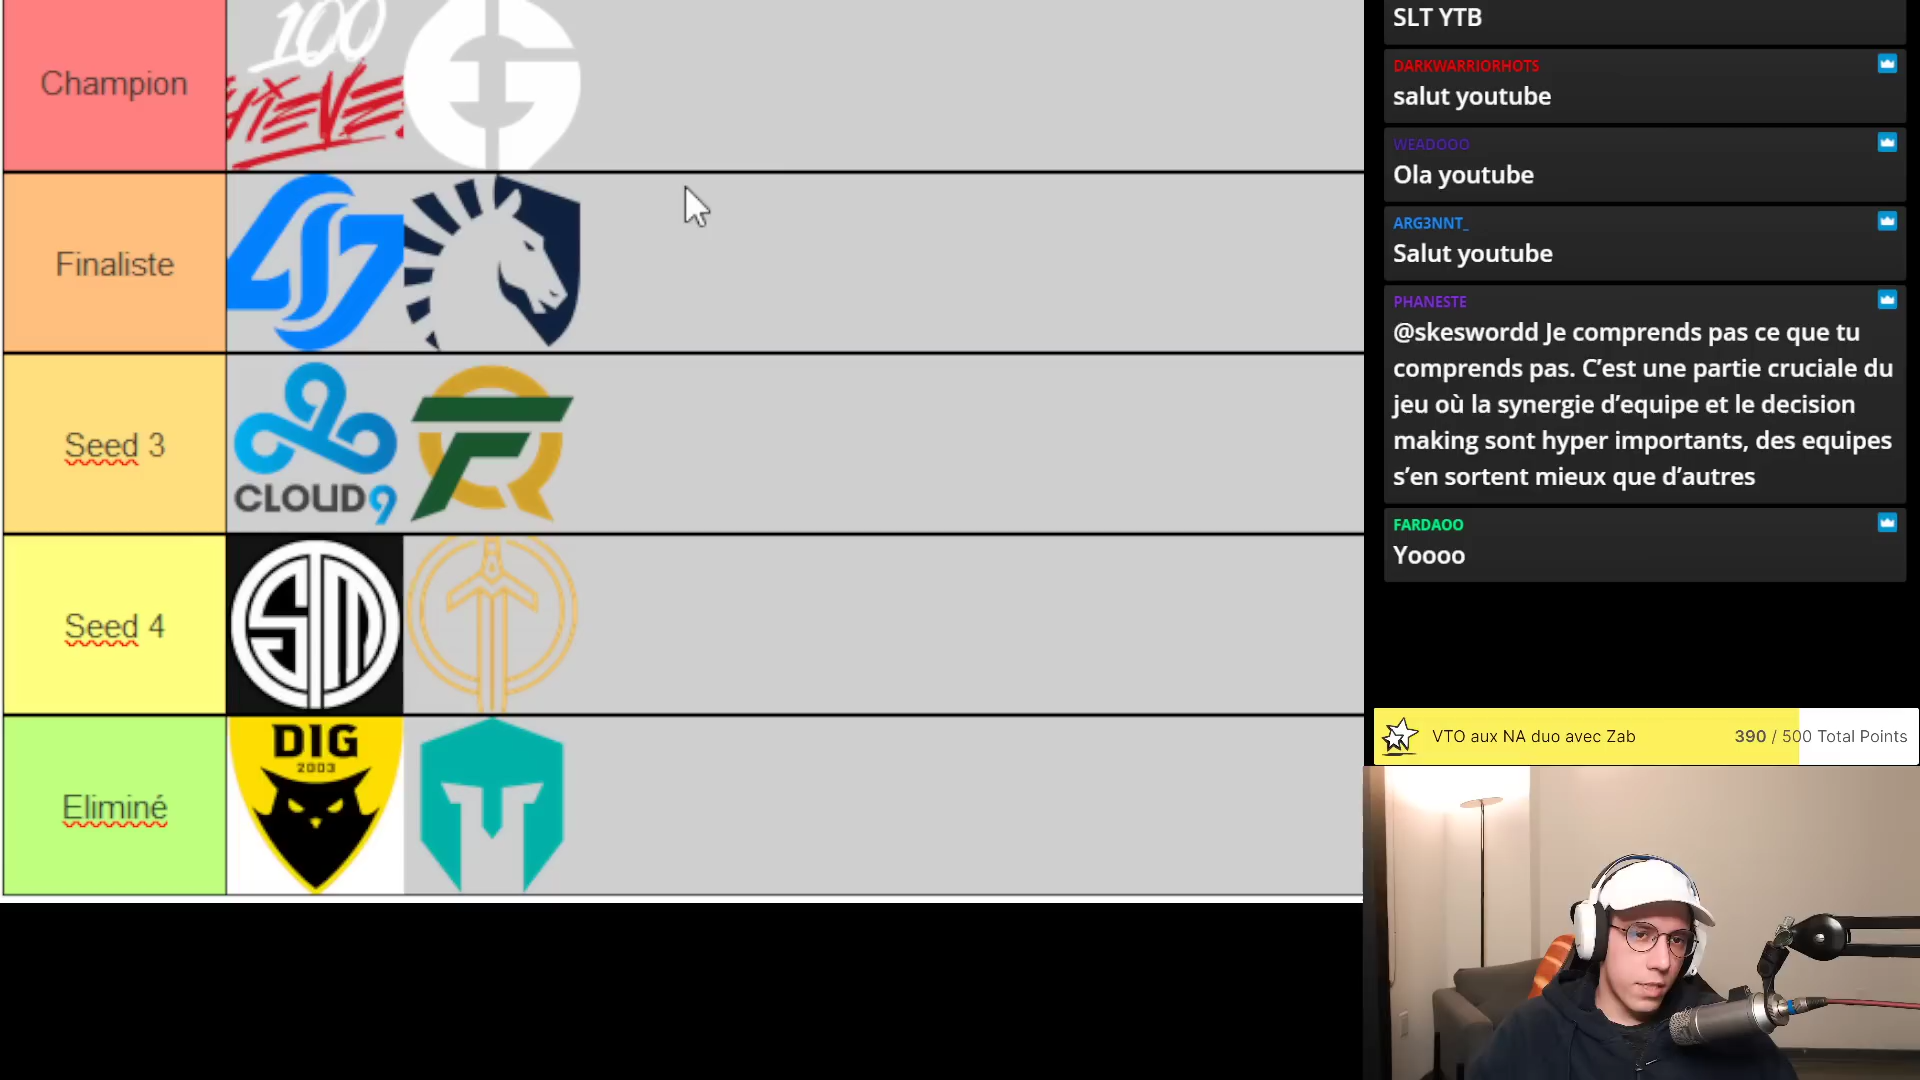 Champion
100
THIEVES
Finaliste
Seed 3
CLOUD9
Seed 4
TSM
Eliminé
DIG
2003
SLT YTB
DARKWARRIORHOTS
salut youtube
WEADOOO
Ola youtube
ARG3NNT_
Salut youtube
PHANESTE
@skeswordd Je comprends pas ce que tu
comprends pas. C’est une partie cruciale du
jeu où la synergie d’equipe et le decision
making sont hyper importants, des equipes
s’en sortent mieux que d’autres
FARDAOO
Yoooo
VTO aux NA duo avec Zab 390 / 500 Total Points